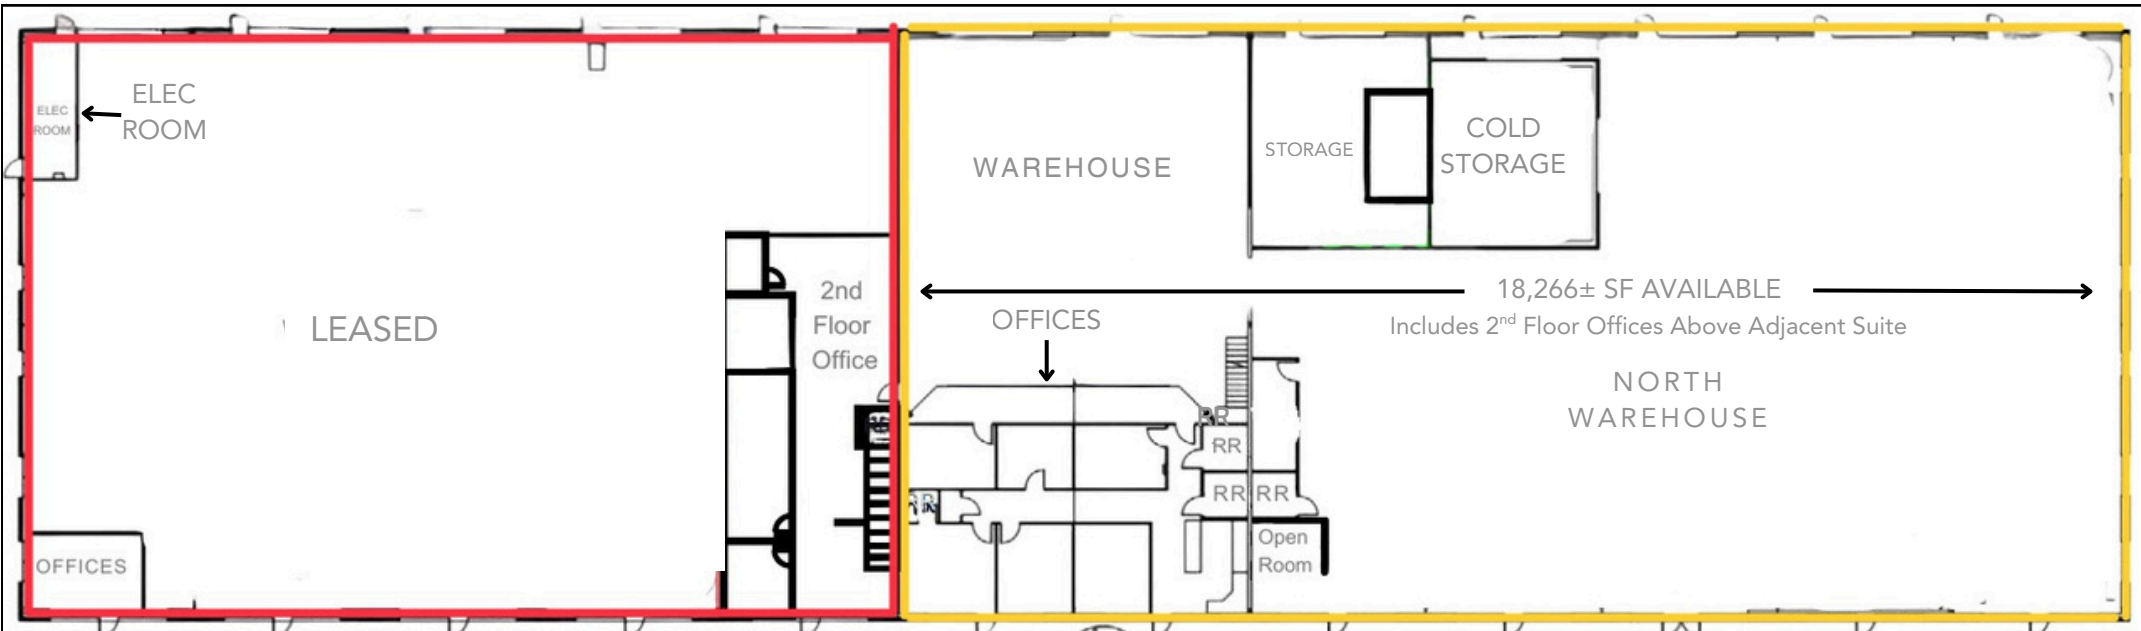 ELEC
ROOM
ELEC
ROOM
LEASED
OFFICES
2nd
Floor
Office
WAREHOUSE
STORAGE
COLD
STORAGE
18,266± SF AVAILABLE
Includes 2nd Floor Offices Above Adjacent Suite
OFFICES
NORTH
WAREHOUSE
RR
RR
RR
RR
RR
Open
Room